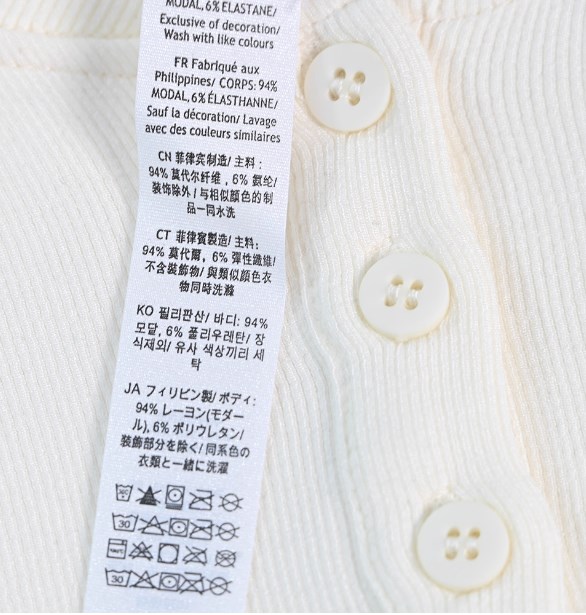 MODAL, 6% ELASTANE/
Exclusive of decoration/
Wash with like colours
FR Fabriqué aux
Philippines/ CORPS: 94%
MODAL, 6% ÉLASTHANNE/
Sauf la décoration/ Lavage
avec des couleurs similaires
CN 菲律宾制造/ 主料：
94% 莫代尔纤维，6% 氨纶/
装饰除外 / 与相似颜色的制
品一同水洗
CT 菲律賓製造/ 主料：
94% 莫代爾，6% 彈性纖維/
不含裝飾物/ 與類似顏色衣
物同時洗滌
KO 필리핀산/ 바디: 94%
모달, 6% 폴리우레탄/ 장
식제외/ 유사 색상끼리 세
탁
JA フィリピン製/ ボディ:
94% レーヨン(モダー
ル), 6% ポリウレタン/
装飾部分を除く/ 同系色の
衣類と一緒に洗濯
30
30